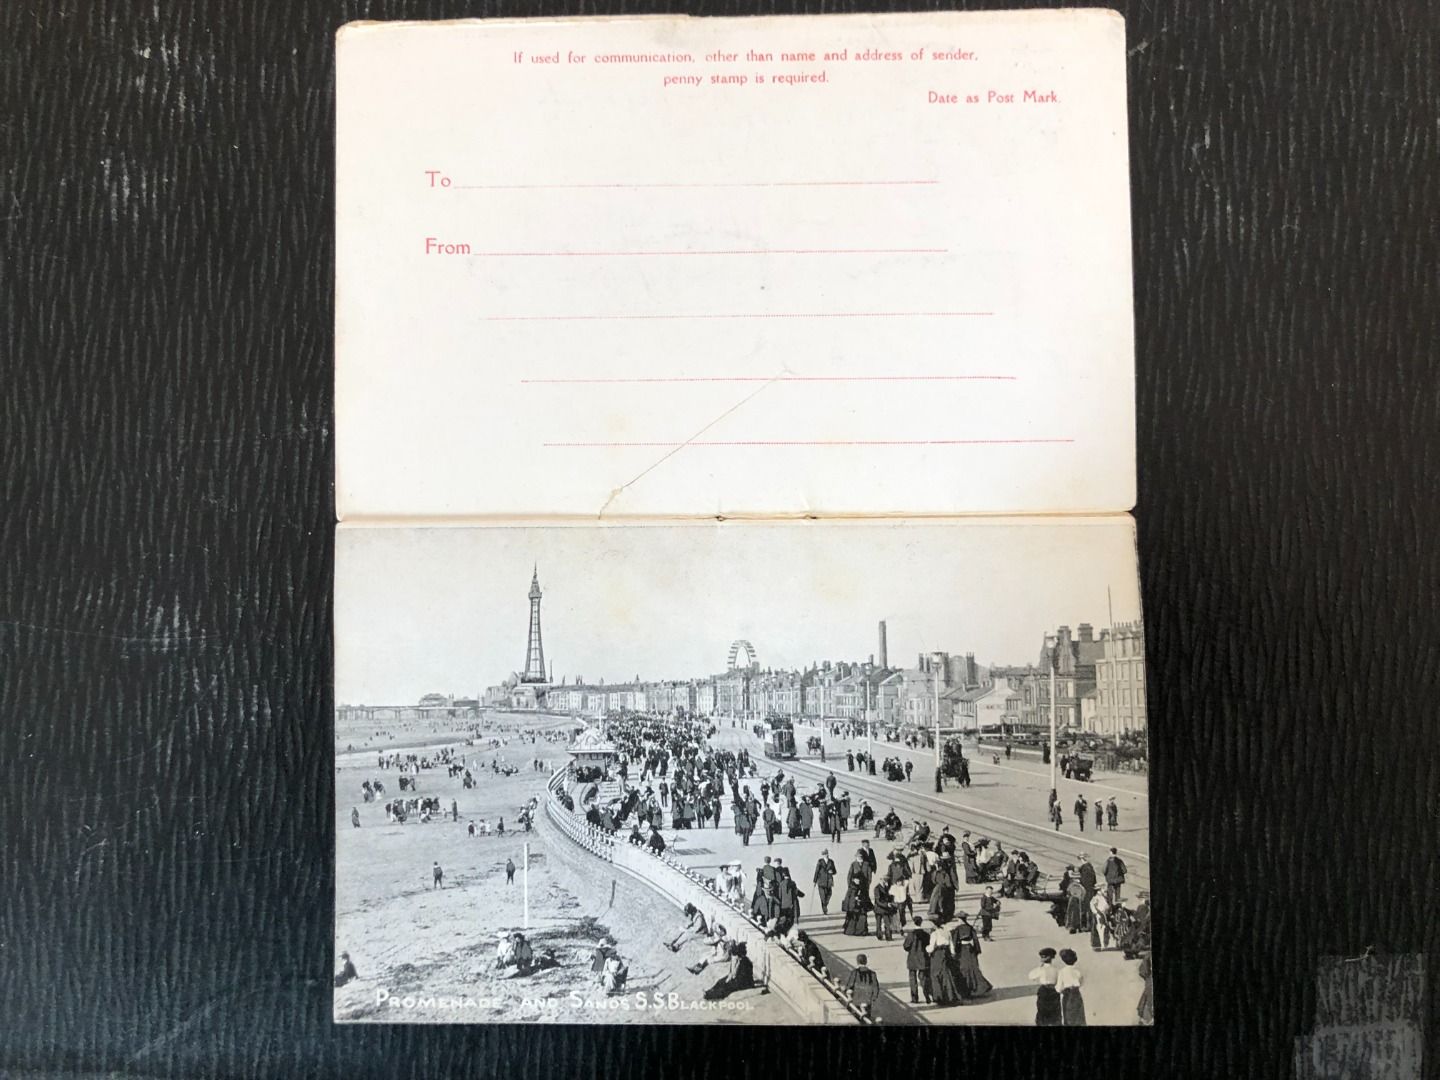 If used for communication, other than name and address of sender,
penny stamp is required.
Date as Post Mark.
To
From
PROMENADE AND SANDS S.S. BLACKPOOL